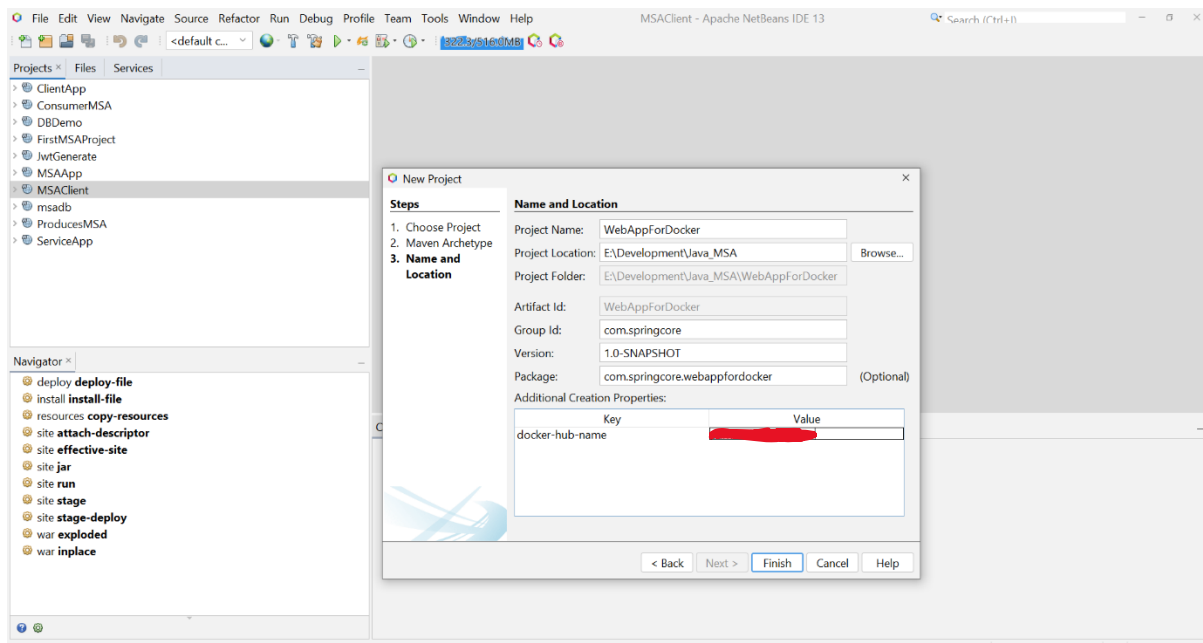 File Edit View Navigate Source Refactor Run Debug Profile Team Tools Window Help MSAClient - Apache NetBeans IDE 13 Search (Ctrl+I)
<default c... 322.3/516.0MB
Projects Files Services
ClientApp
ConsumerMSA
DBDemo
FirstMSAProject
JwtGenerate
MSAApp
MSAClient
msadb
ProducesMSA
ServiceApp
Navigator
deploy deploy-file
install install-file
resources copy-resources
site attach-descriptor
site effective-site
site jar
site run
site stage
site stage-deploy
war exploded
war inplace
New Project
Steps
1. Choose Project
2. Maven Archetype
3. Name and
Location
Name and Location
Project Name: WebAppForDocker
Project Location: E:\Development\Java_MSA Browse...
Project Folder: E:\Development\Java_MSA\WebAppForDocker
Artifact Id: WebAppForDocker
Group Id: com.springcore
Version: 1.0-SNAPSHOT
Package: com.springcore.webappfordocker (Optional)
Additional Creation Properties:
Key Value
docker-hub-name
< Back Next > Finish Cancel Help